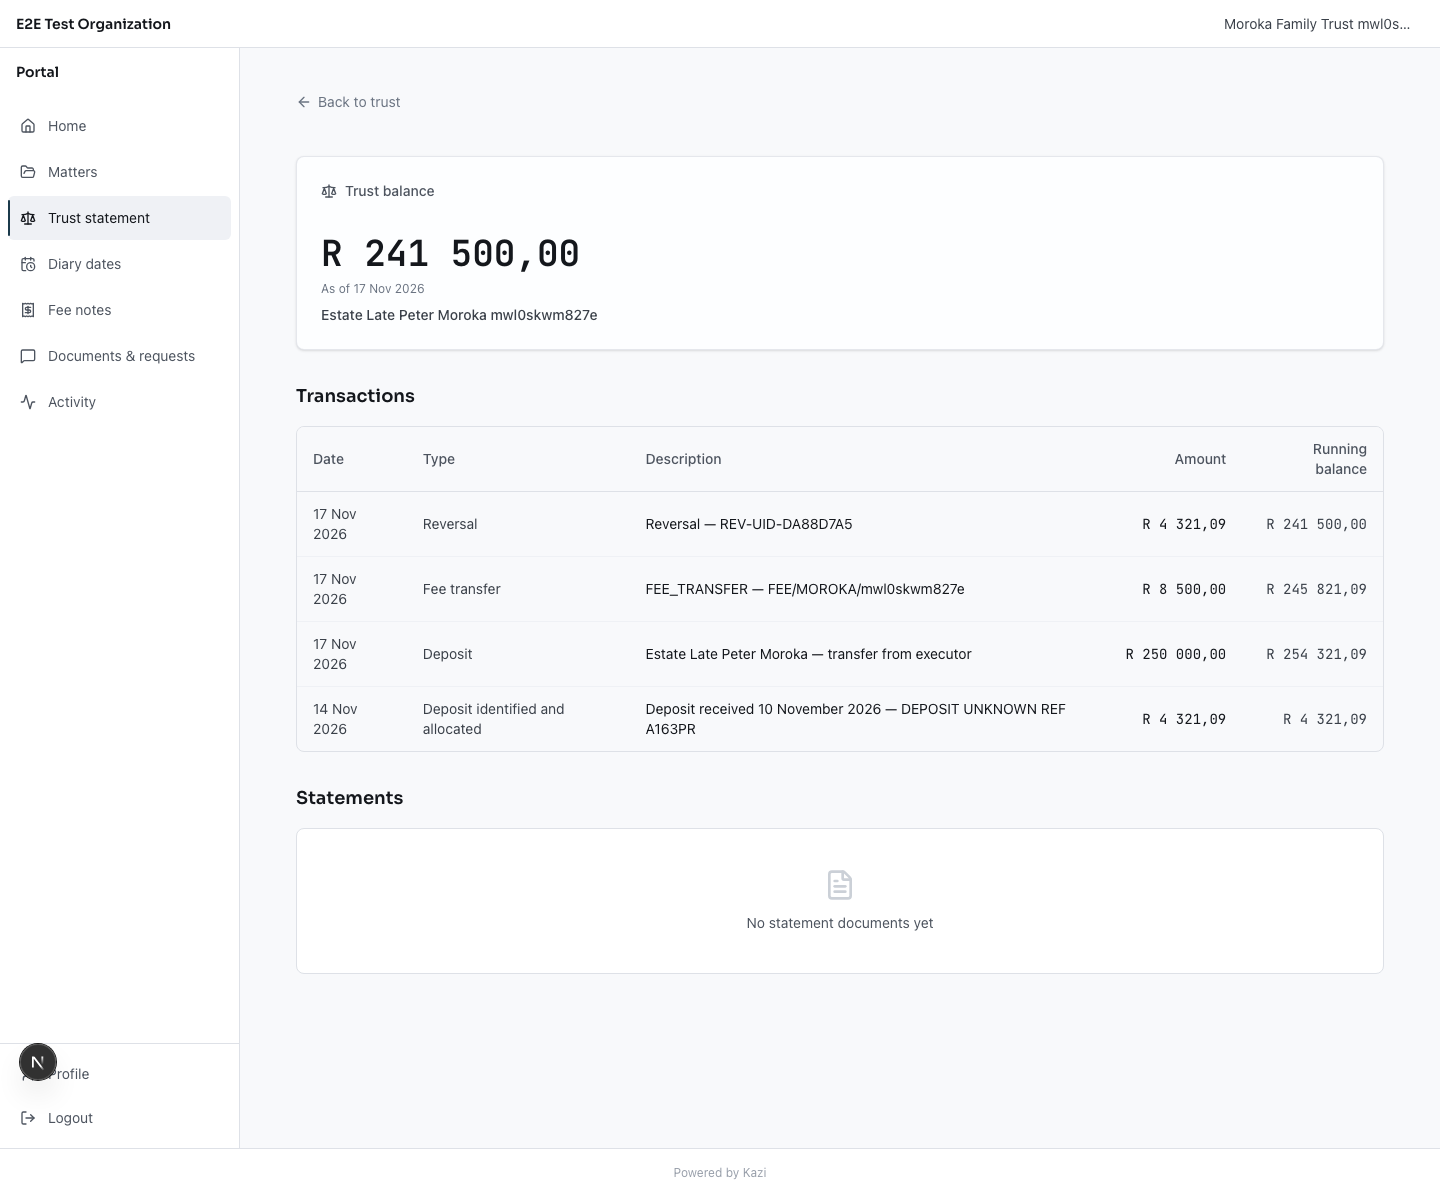 E2E Test Organization
Moroka Family Trust mwl0s...
Portal
Home
Matters
Trust statement
Diary dates
Fee notes
Documents & requests
Activity
Profile
Logout
Back to trust
Trust balance
R 241 500,00
As of 17 Nov 2026
Estate Late Peter Moroka mwl0skwm827e
Transactions
Date Type Description Amount Running balance
17 Nov 2026 Reversal Reversal — REV-UID-DA88D7A5 R 4 321,09 R 241 500,00
17 Nov 2026 Fee transfer FEE_TRANSFER — FEE/MOROKA/mwl0skwm827e R 8 500,00 R 245 821,09
17 Nov 2026 Deposit Estate Late Peter Moroka — transfer from executor R 250 000,00 R 254 321,09
14 Nov 2026 Deposit identified and allocated Deposit received 10 November 2026 — DEPOSIT UNKNOWN REF A163PR R 4 321,09 R 4 321,09
Statements
No statement documents yet
N
Powered by Kazi